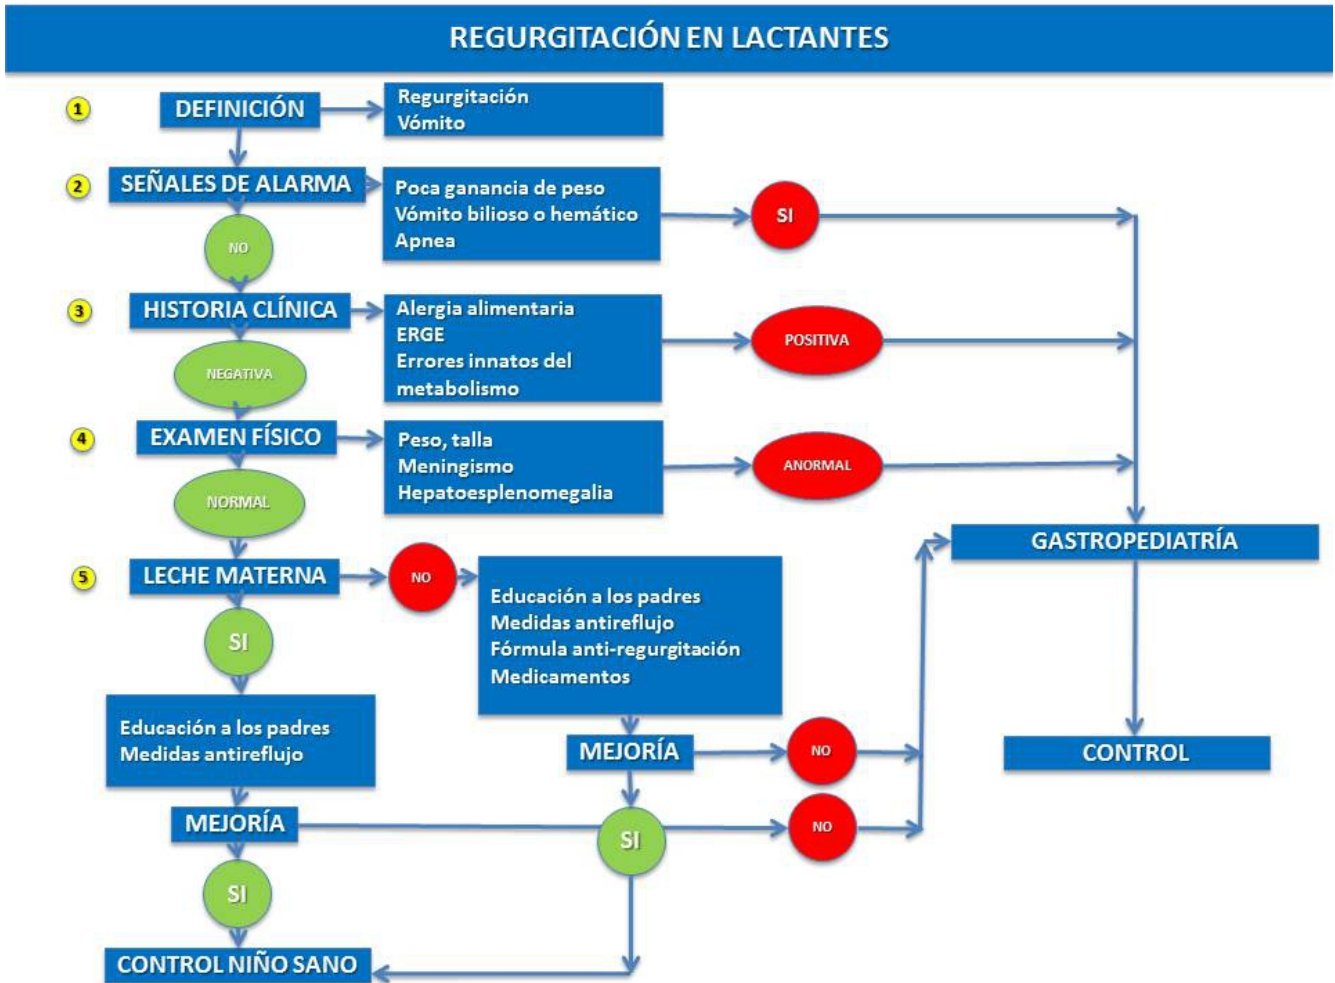 REGURGITACIÓN EN LACTANTES
1
DEFINICIÓN
Regurgitación
Vómito
2
SEÑALES DE ALARMA
Poca ganancia de peso
Vómito bilioso o hemático
Apnea
SI
NO
3
HISTORIA CLÍNICA
Alergia alimentaria
ERGE
Errores innatos del
metabolismo
POSITIVA
NEGATIVA
4
EXAMEN FÍSICO
Peso, talla
Meningismo
Hepatoesplenomegalia
ANORMAL
NORMAL
GASTROPEDIATRÍA
5
LECHE MATERNA
NO
Educación a los padres
Medidas antireflujo
Fórmula anti-regurgitación
Medicamentos
SI
Educación a los padres
Medidas antireflujo
MEJORÍA
NO
CONTROL
MEJORÍA
NO
SI
SI
CONTROL NIÑO SANO